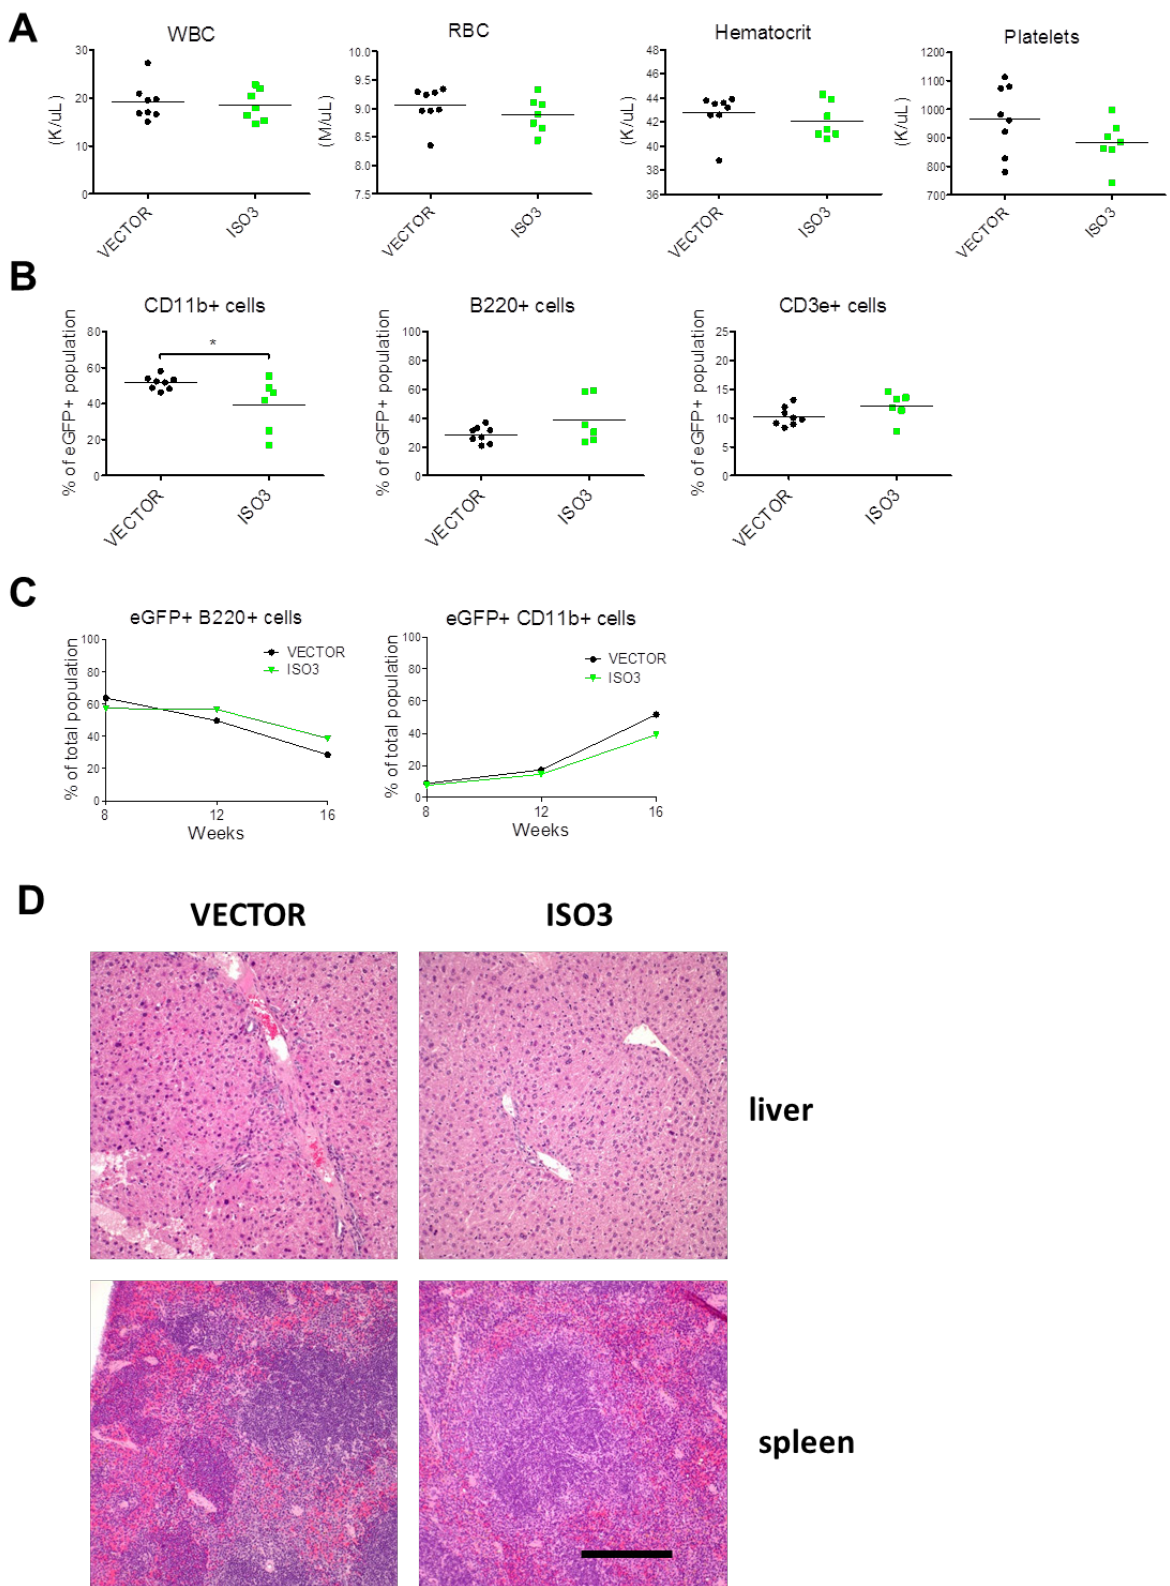 A
WBC
RBC
Hematocrit
Platelets
(K/uL)
30
20
10
0
VECTOR
ISO3
(M/uL)
10.0
9.5
9.0
8.5
8.0
7.5
VECTOR
ISO3
(K/uL)
48
46
44
42
40
38
36
VECTOR
ISO3
(K/uL)
1200
1100
1000
900
800
700
VECTOR
ISO3
B
CD11b+ cells
B220+ cells
CD3e+ cells
% of eGFP+ population
80
60
40
20
0
*
VECTOR
ISO3
% of eGFP+ population
100
80
60
40
20
0
VECTOR
ISO3
% of eGFP+ population
25
20
15
10
5
0
VECTOR
ISO3
C
eGFP+ B220+ cells
eGFP+ CD11b+ cells
% of total population
100
80
60
40
20
0
VECTOR
ISO3
8
12
16
Weeks
% of total population
100
80
60
40
20
0
VECTOR
ISO3
8
12
16
Weeks
D
VECTOR
ISO3
liver
spleen